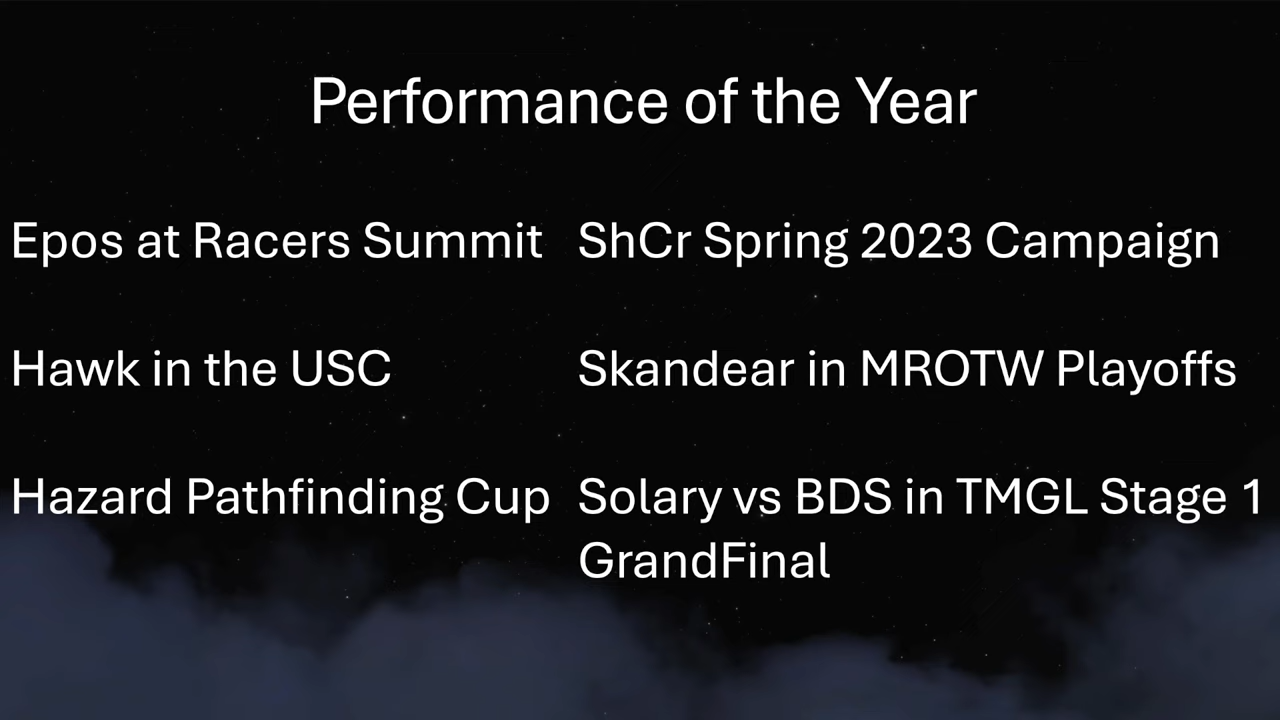 Performance of the Year
Epos at Racers Summit
ShCr Spring 2023 Campaign
Hawk in the USC
Skandear in MROTW Playoffs
Hazard Pathfinding Cup
Solary vs BDS in TMGL Stage 1
GrandFinal